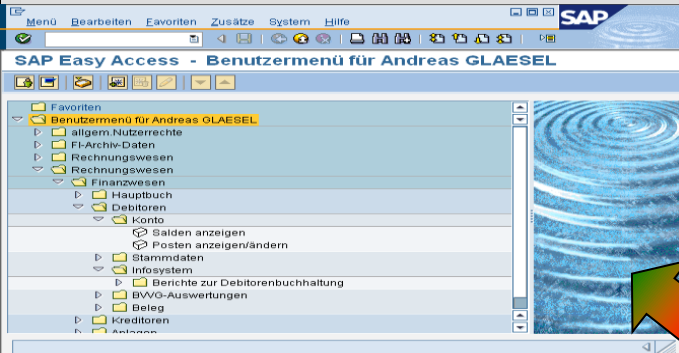 Menü Bearbeiten Favoriten Zusätze System Hilfe
SAP
SAP Easy Access - Benutzermenü für Andreas GLAESEL
Favoriten
Benutzermenü für Andreas GLAESEL
allgem.Nutzerrechte
FI-Archiv-Daten
Rechnungswesen
Rechnungswesen
Finanzwesen
Hauptbuch
Debitoren
Konto
Salden anzeigen
Posten anzeigen/ändern
Stammdaten
Infosystem
Berichte zur Debitorenbuchhaltung
BWG-Auswertungen
Beleg
Kreditoren
Anlagen